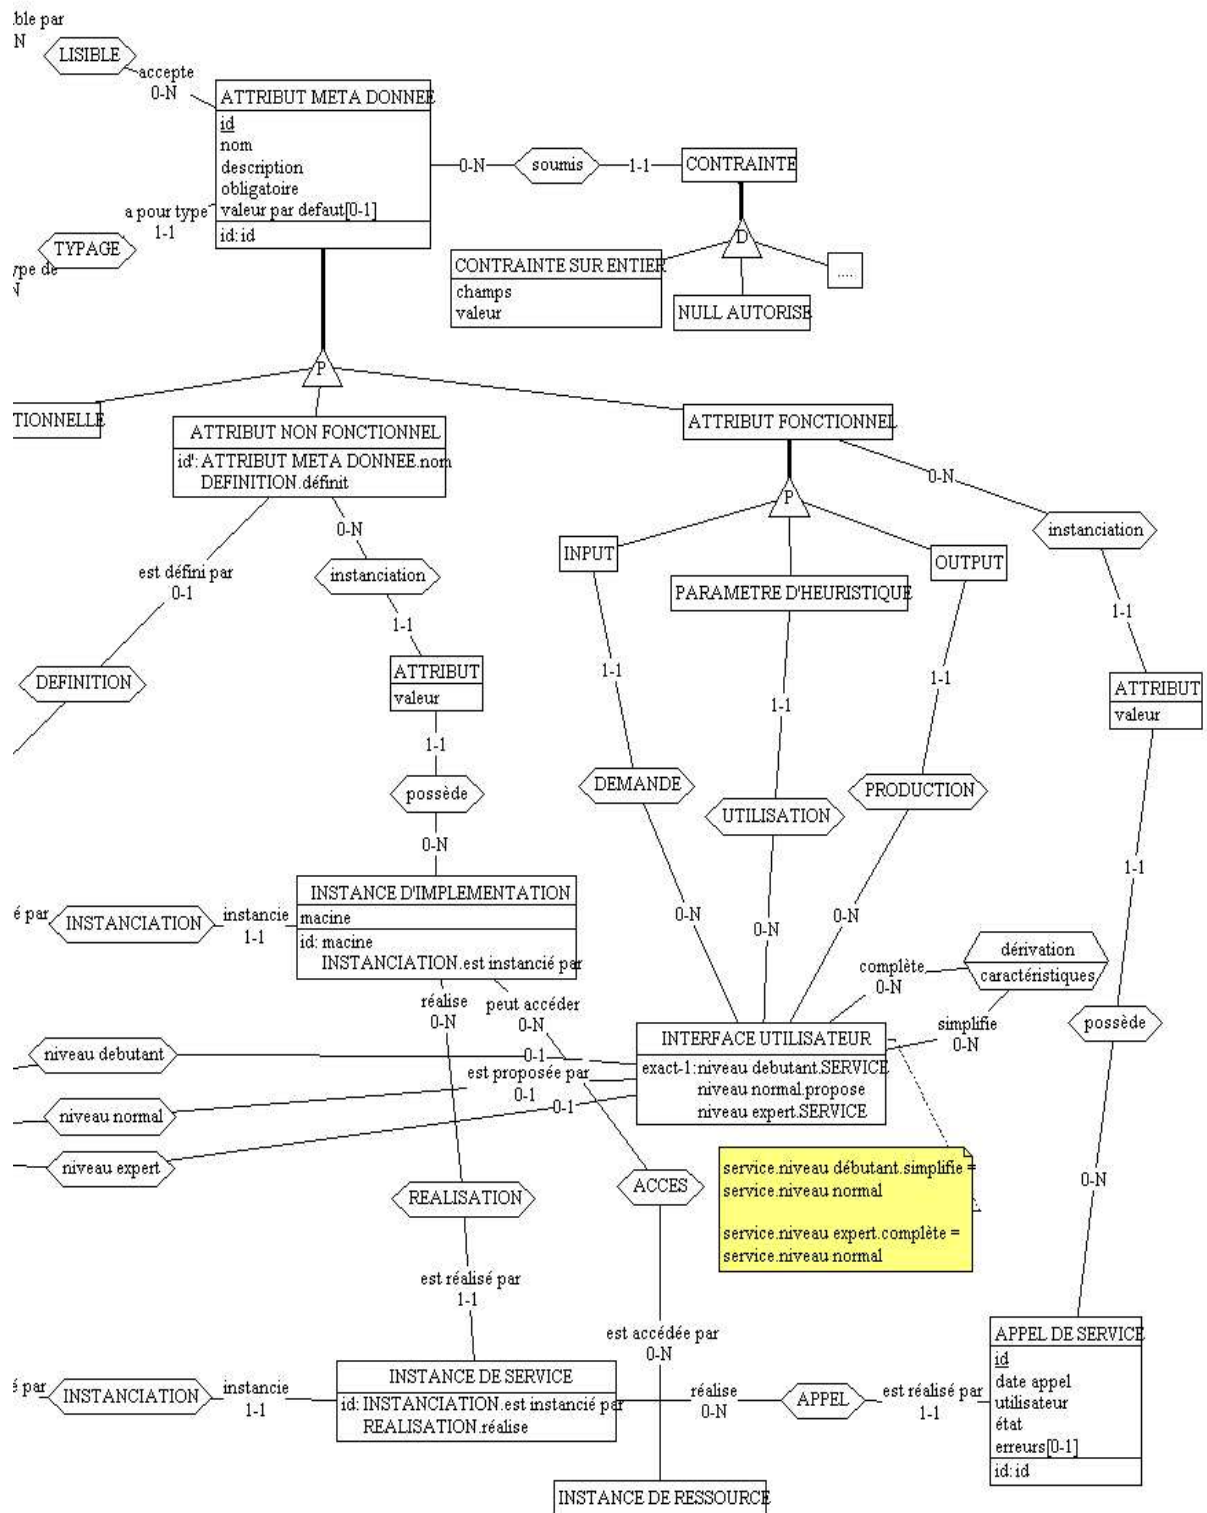 ible par
N
LISIBLE
accepte
0-N
ATTRIBUT META DONNEE
id
nom
description
obligatoire
valeur par defaut[0-1]
id: id
0-N
soumis
1-1
CONTRAINTE
a pour type
1-1
TYPAGE
ype de
N
D
CONTRAINTE SUR ENTIER
champs
valeur
NULL AUTORISE
....
P
TIONNELLE
ATTRIBUT NON FONCTIONNEL
id': ATTRIBUT META DONNEE.nom
DEFINITION.définit
ATTRIBUT FONCTIONNEL
0-N
P
0-N
instanciation
INPUT
OUTPUT
PARAMETRE D'HEURISTIQUE
instanciation
est défini par
0-1
1-1
1-1
DEFINITION
ATTRIBUT
valeur
1-1
1-1
1-1
ATTRIBUT
valeur
1-1
possède
DEMANDE
UTILISATION
PRODUCTION
0-N
1-1
INSTANCE D'IMPLEMENTATION
macine
id: macine
INSTANCIATION.est instancié par
é par
INSTANCIATION
instancie
1-1
0-N
0-N
0-N
dérivation
caractéristiques
complète
0-N
simplifie
0-N
possède
réalise
0-N
peut accéder
0-N
INTERFACE UTILISATEUR
exact-1: niveau debutant.SERVICE
niveau normal.propose
niveau expert.SERVICE
niveau debutant
0-1
est proposée par
0-1
niveau normal
0-1
niveau expert
service.niveau débutant.simplifie =
service.niveau normal
service.niveau expert.complète =
service.niveau normal
REALISATION
ACCES
0-N
est réalisé par
1-1
est accédée par
0-N
APPEL DE SERVICE
id
date appel
utilisateur
état
erreurs[0-1]
id: id
é par
INSTANCIATION
instancie
1-1
INSTANCE DE SERVICE
id: INSTANCIATION.est instancié par
REALISATION.réalise
réalise
0-N
APPEL
est réalisé par
1-1
INSTANCE DE RESSOURCE